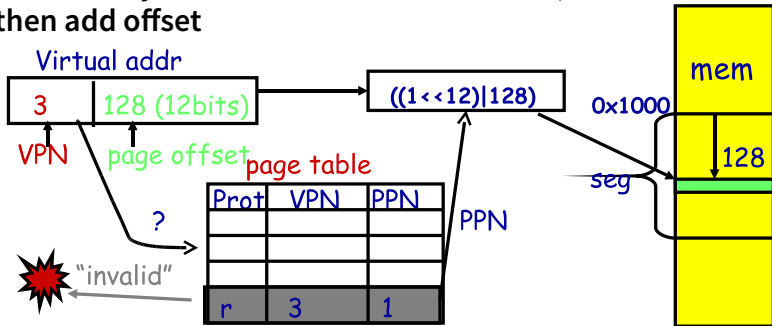 then add offset
Virtual addr
3 128 (12bits)
((1<<12)|128)
mem
0x1000
VPN
page offset
128
page table
seg
Prot VPN PPN
?
PPN
"invalid"
r 3 1